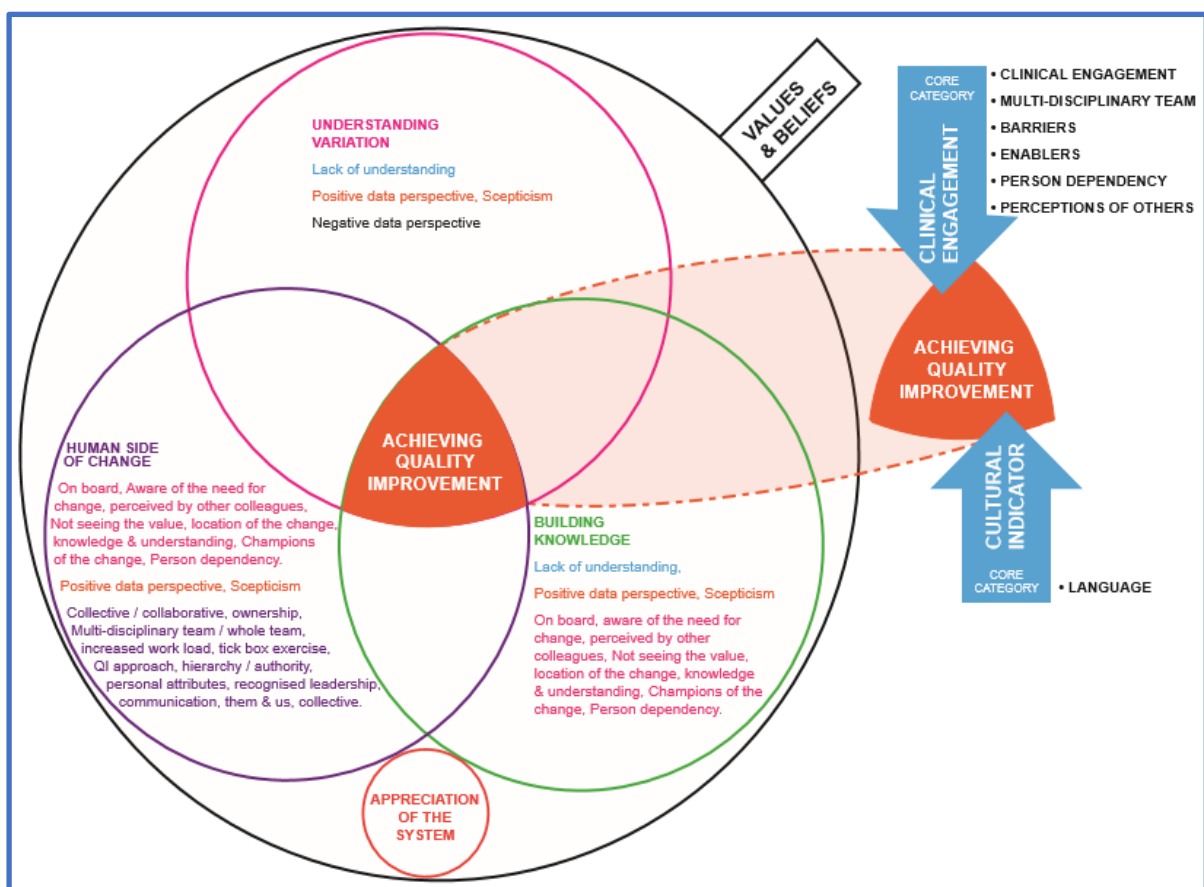 UNDERSTANDING
VARIATION
Lack of understanding
Positive data perspective, Scepticism
Negative data perspective
VALUES
& BELIEFS
CORE
CATEGORY
CLINICAL
ENGAGEMENT
• CLINICAL ENGAGEMENT
• MULTI-DISCIPLINARY TEAM
• BARRIERS
• ENABLERS
• PERSON DEPENDENCY
• PERCEPTIONS OF OTHERS
ACHIEVING
QUALITY
IMPROVEMENT
HUMAN SIDE
OF CHANGE
On board, Aware of the need for
change, perceived by other colleagues,
Not seeing the value, location of the change,
knowledge & understanding, Champions
of the change, Person dependency.
Positive data perspective, Scepticism
Collective / collaborative, ownership,
Multi-disciplinary team / whole team,
increased work load, tick box exercise,
QI approach, hierarchy / authority,
personal attributes, recognised leadership,
communication, them & us, collective.
ACHIEVING
QUALITY
IMPROVEMENT
BUILDING
KNOWLEDGE
Lack of understanding,
Positive data perspective, Scepticism
On board, aware of the need for
change, perceived by other
colleagues, Not seeing the value,
location of the change, knowledge
& understanding, Champions of the
change, Person dependency.
CULTURAL
INDICATOR
CORE
CATEGORY
• LANGUAGE
APPRECIATION
OF THE
SYSTEM